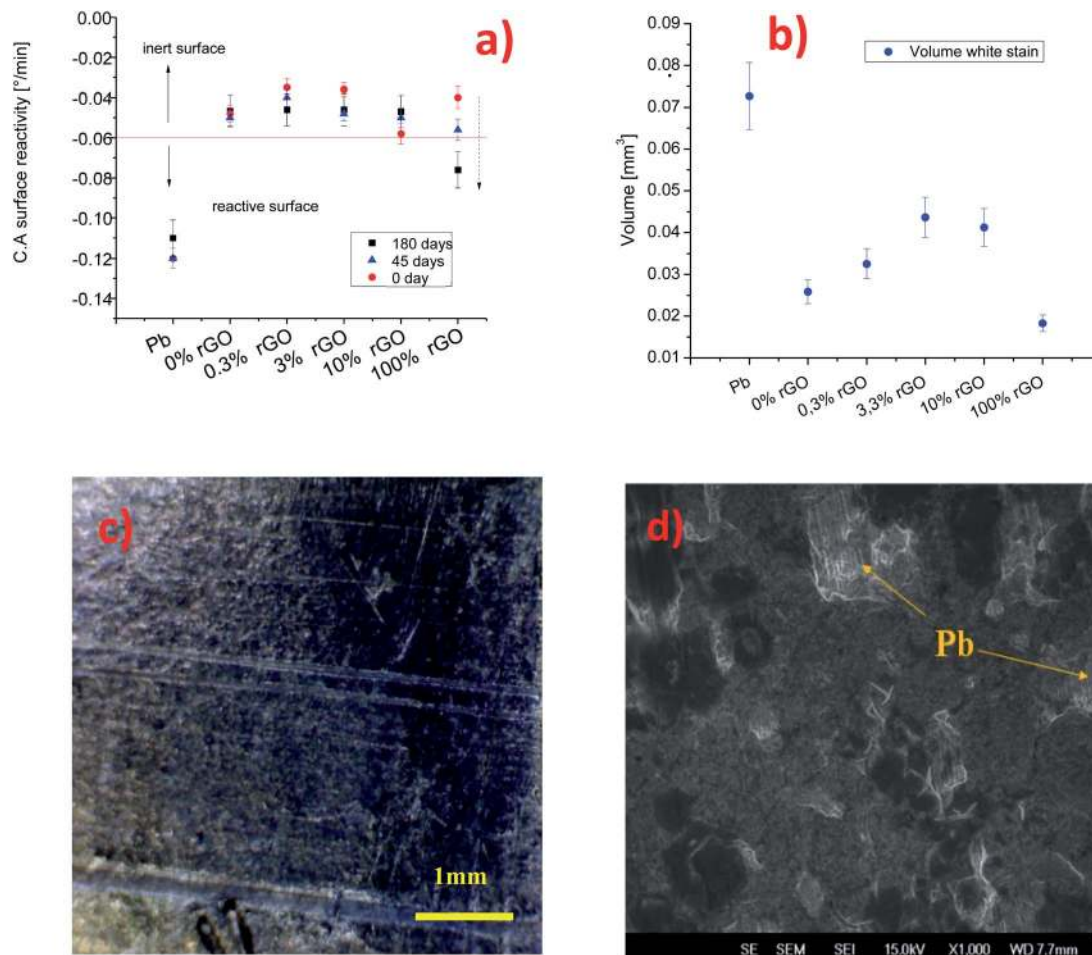 a)
0.00
-0.02
-0.04
-0.06
-0.08
-0.10
-0.12
-0.14
C.A surface reactivity [°/min]
inert surface
reactive surface
180 days
45 days
0 day
Pb
0% rGO
0.3% rGO
3% rGO
10% rGO
100% rGO
b)
0.09
0.08
0.07
0.06
0.05
0.04
0.03
0.02
0.01
Volume [mm³]
Volume white stain
Pb
0% rGO
0,3% rGO
3,3% rGO
10% rGO
100% rGO
c)
1mm
d)
Pb
SE SEM SEI 15.0kV X1,000 WD 7.7mm